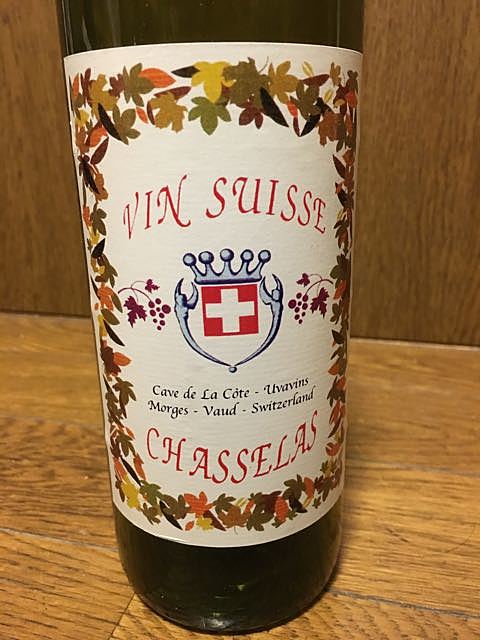 VIN SUISSE
Cave de La Côte - Uvavins
Morges - Vaud - Switzerland
CHASSELAS